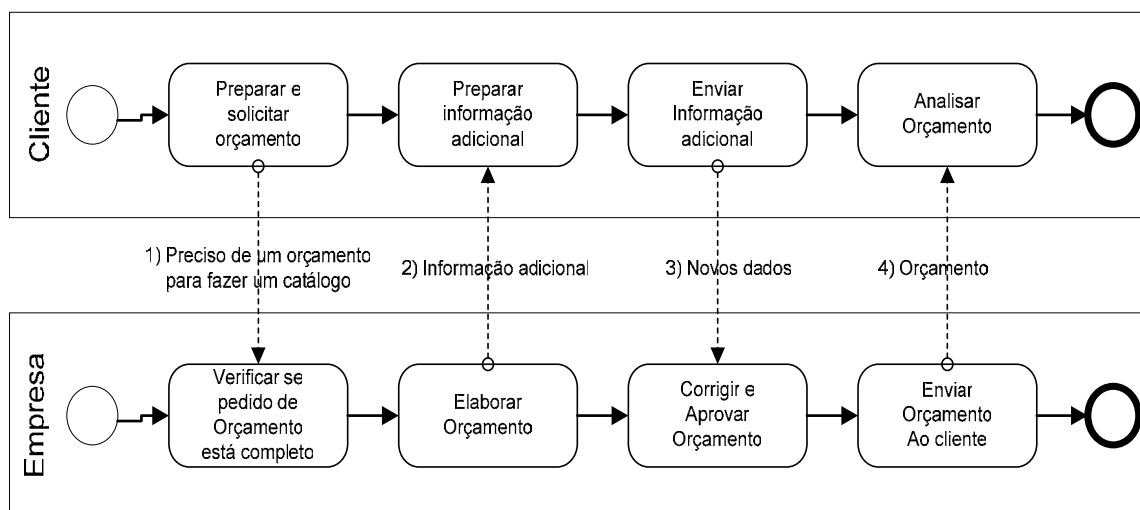 Cliente
Preparar e
solicitar
orçamento
Preparar
informação
adicional
Enviar
Informação
adicional
Analisar
Orçamento
1) Preciso de um orçamento
para fazer um catálogo
2) Informação adicional
3) Novos dados
4) Orçamento
Empresa
Verificar se
pedido de
Orçamento
está completo
Elaborar
Orçamento
Corrigir e
Aprovar
Orçamento
Enviar
Orçamento
Ao cliente